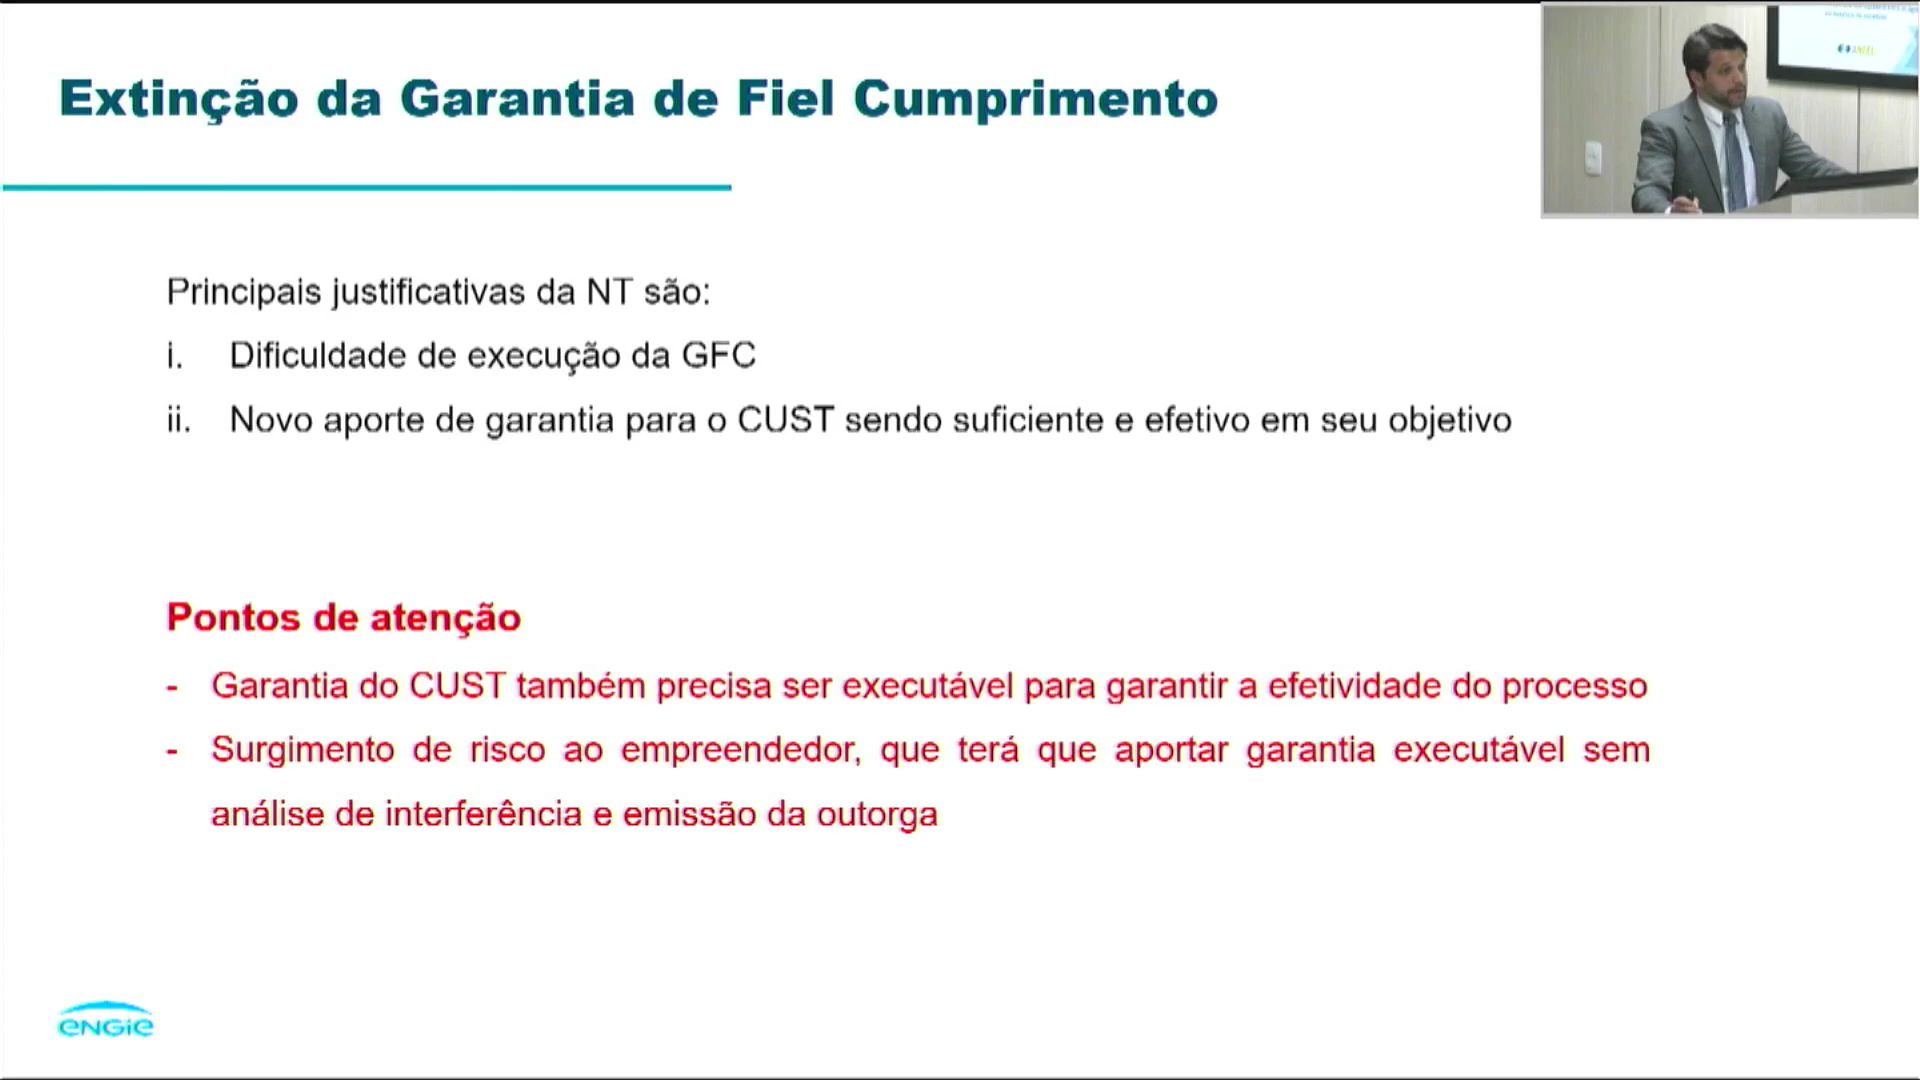 Extinção da Garantia de Fiel Cumprimento
Principais justificativas da NT são:
i. Dificuldade de execução da GFC
ii. Novo aporte de garantia para o CUST sendo suficiente e efetivo em seu objetivo
Pontos de atenção
- Garantia do CUST também precisa ser executável para garantir a efetividade do processo
- Surgimento de risco ao empreendedor, que terá que aportar garantia executável sem
análise de interferência e emissão da outorga
ENGIE
ANEEL